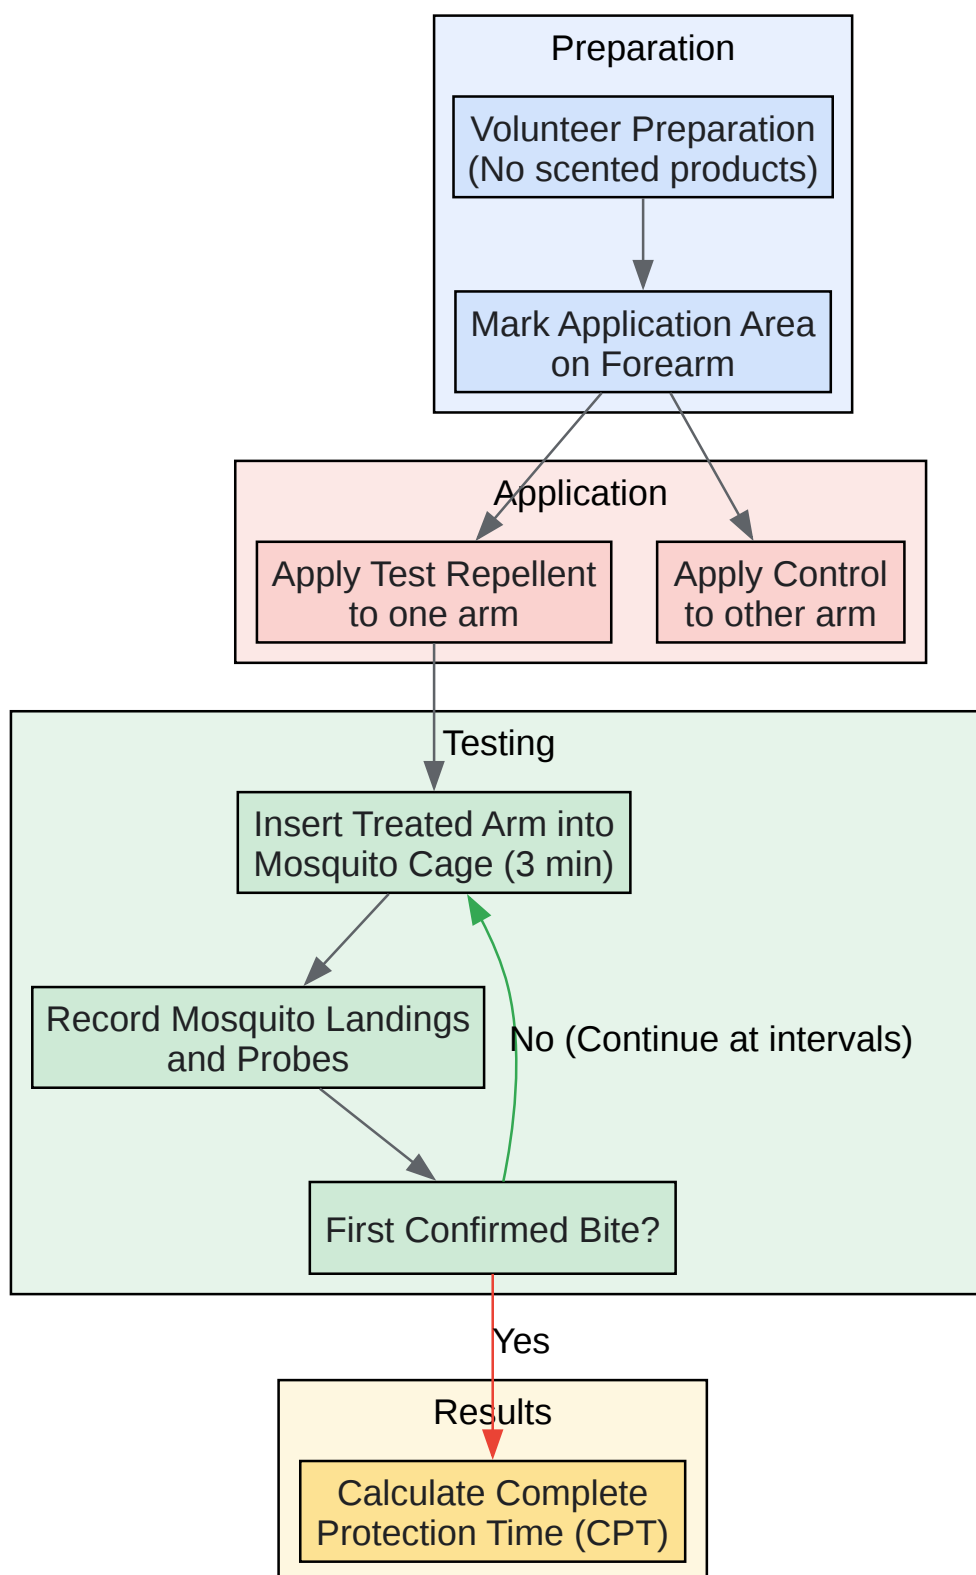 Preparation
Volunteer Preparation
(No scented products)
Mark Application Area
on Forearm
Application
Apply Test Repellent
to one arm
Apply Control
to other arm
Testing
Insert Treated Arm into
Mosquito Cage (3 min)
Record Mosquito Landings
and Probes
No (Continue at intervals)
First Confirmed Bite?
Yes
Results
Calculate Complete
Protection Time (CPT)